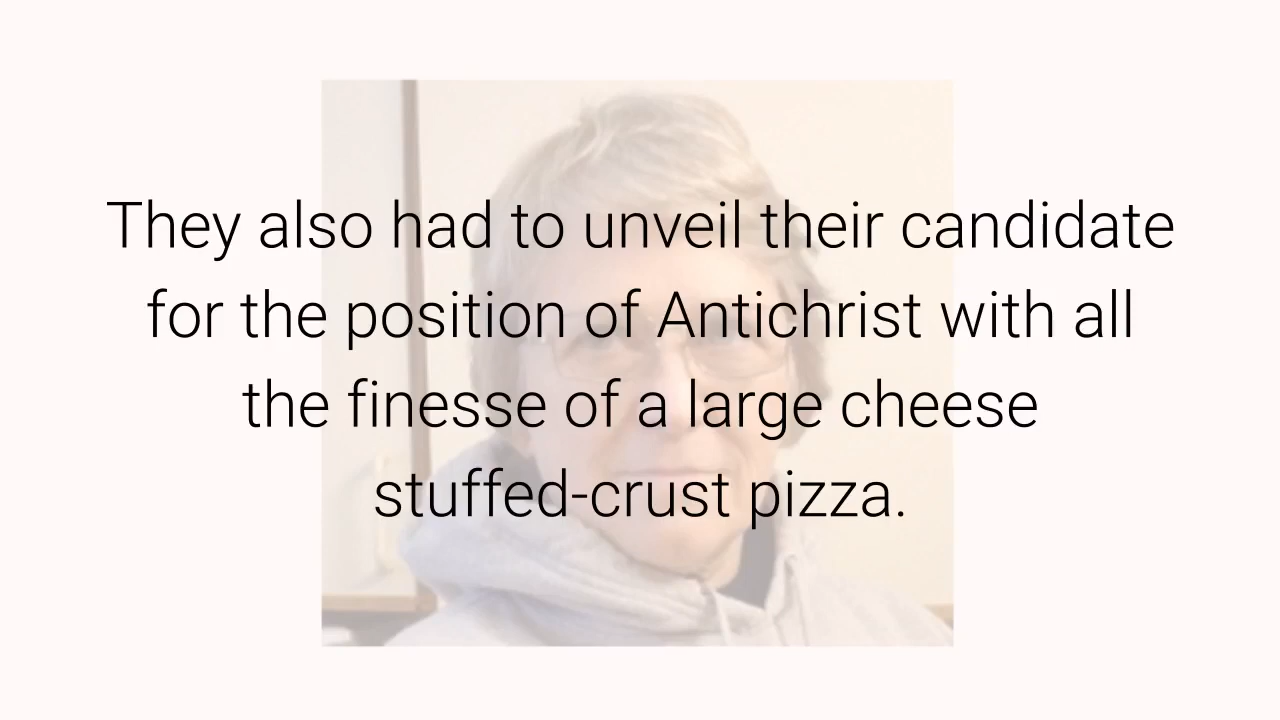 They also had to unveil their candidate
for the position of Antichrist with all
the finesse of a large cheese
stuffed-crust pizza.